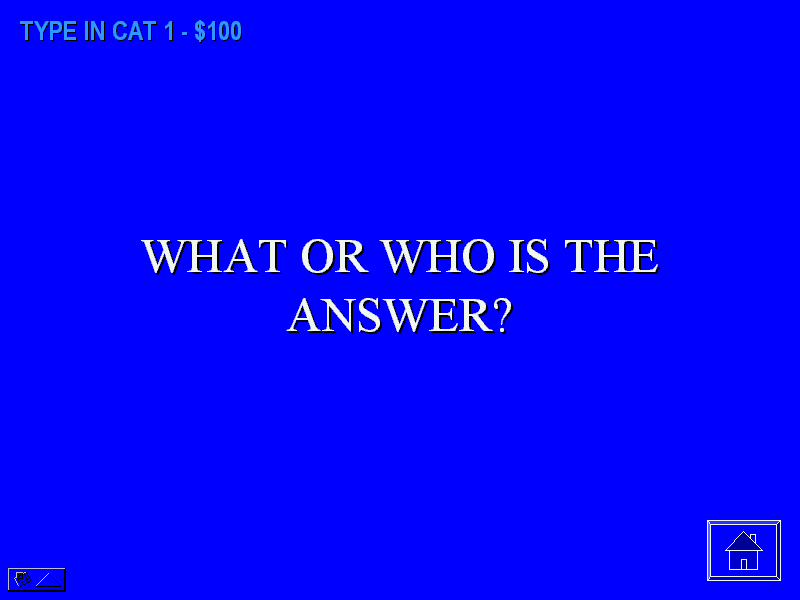 TYPE IN CAT 1 - $100
WHAT OR WHO IS THE
ANSWER?